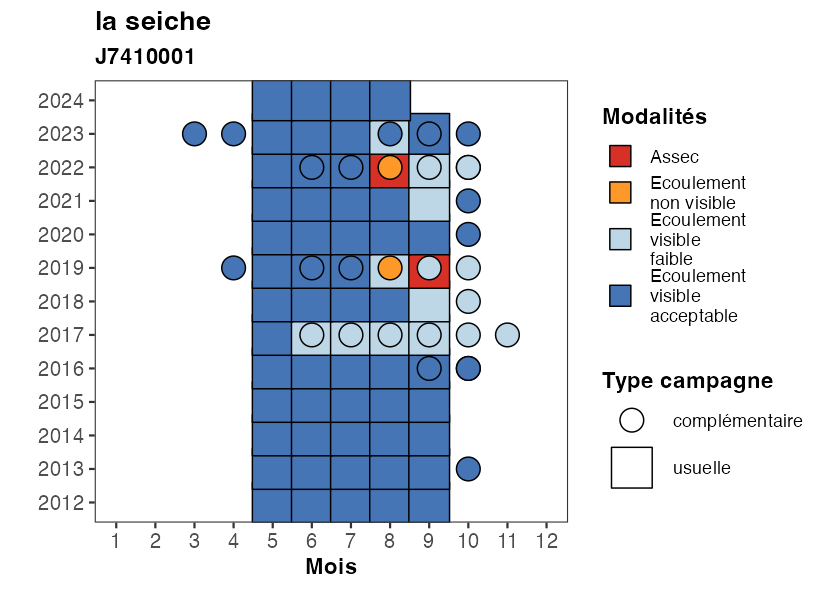 la seiche
J7410001
2024
2023
2022
2021
2020
2019
2018
2017
2016
2015
2014
2013
2012
1 2 3 4 5 6 7 8 9 10 11 12
Mois
Modalités
Assec
Ecoulement
non visible
Ecoulement
visible
faible
Ecoulement
visible
acceptable
Type campagne
complémentaire
usuelle